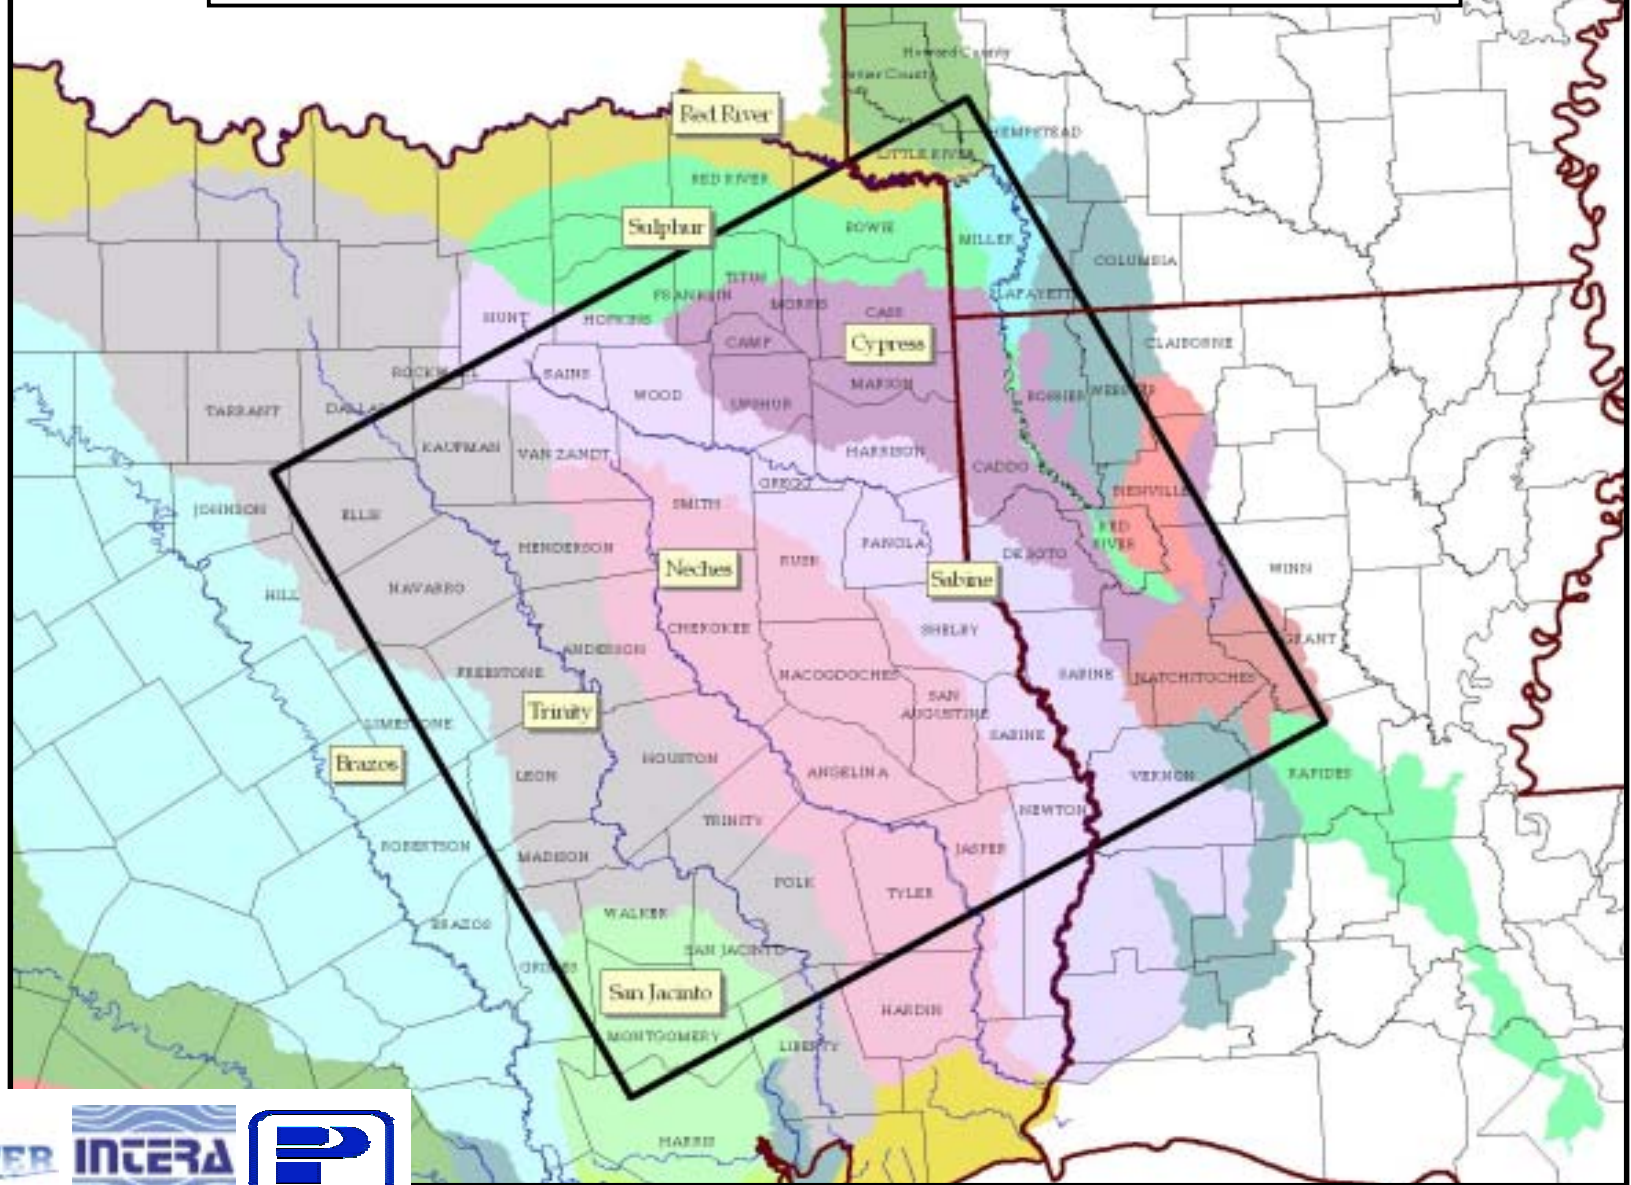 Howard County
Red River
HEMPSTEAD
LITTLE RIVER
RED RIVER
Sulphur
BOWIE
MILLER
COLUMBIA
TITUS
FRANKLIN
LAFAYETTE
MORRIS
CASS
HUNT
HOPKINS
CAMP
Cypress
CLAIBORNE
ROCKWALL
RAINS
WOOD
MARION
BOSSIER
WEBSTER
TARRANT
DALLAS
UPSHUR
KAUFMAN
VAN ZANDT
HARRISON
CADDO
GREGG
BIENVILLE
JOHNSON
ELLIS
SMITH
RED
RIVER
HENDERSON
PANOLA
DE SOTO
RUSK
Neches
Sabine
WINN
HILL
NAVARRO
CHEROKEE
SHELBY
GRANT
ANDERSON
FREESTONE
NACOGDOCHES
SABINE
NATCHITOCHES
SAN
AUGUSTINE
Trinity
LIMESTONE
SABINE
Brazos
HOUSTON
LEON
ANGELINA
VERNON
RAPIDES
NEWTON
TRINITY
ROBERTSON
MADISON
JASPER
POLK
TYLER
WALKER
BRAZOS
SAN JACINTO
GRIMES
San Jacinto
HARDIN
MONTGOMERY
LIBERTY
HARRIS
ER
INTERA
P